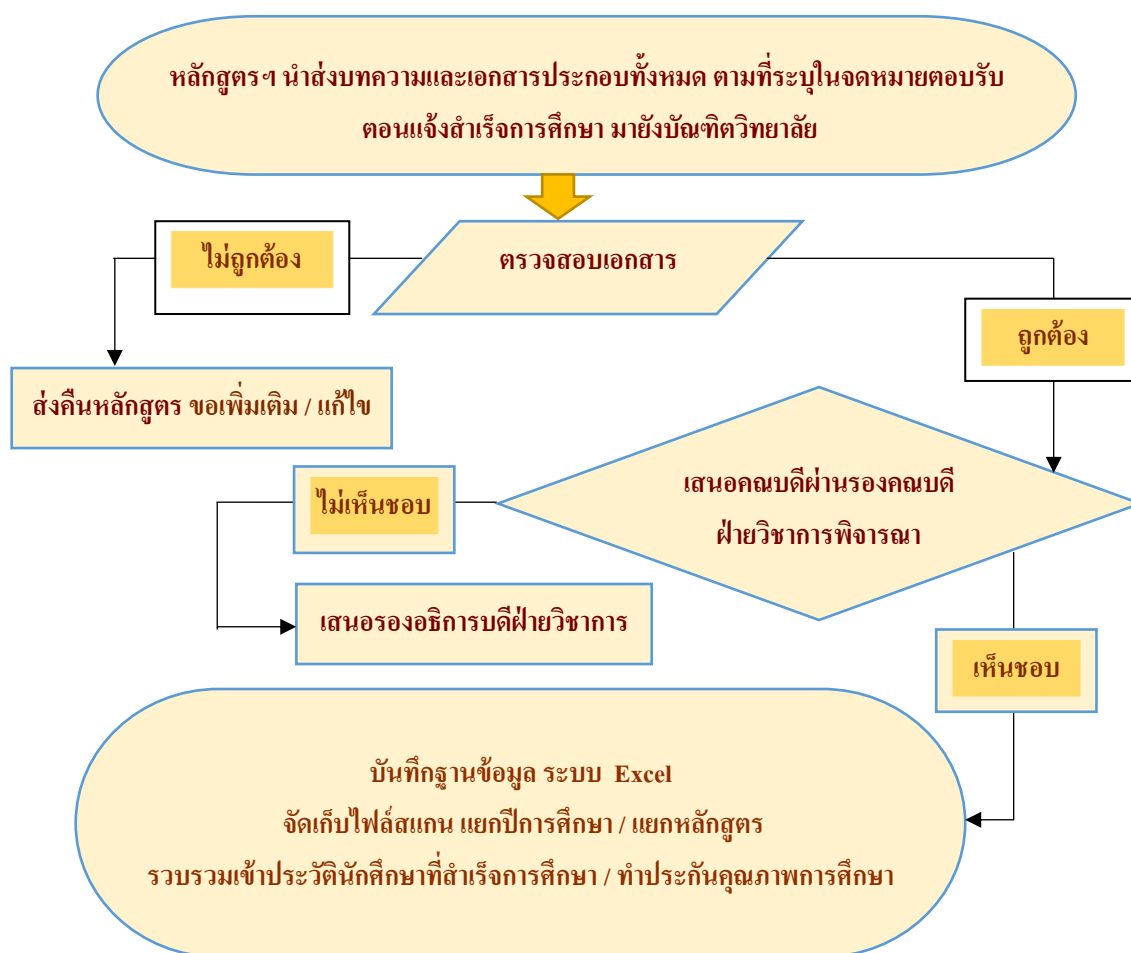 หลักสูตรฯ นำส่งบทความและเอกสารประกอบทั้งหมด ตามที่ระบุในจดหมายตอบรับ
ตอนแจ้งสำเร็จการศึกษา มายังบัณฑิตวิทยาลัย
ไม่ถูกต้อง
ตรวจสอบเอกสาร
ถูกต้อง
ส่งคืนหลักสูตร ขอเพิ่มเติม / แก้ไข
เสนอคณบดีผ่านรองคณบดี
ฝ่ายวิชาการพิจารณา
ไม่เห็นชอบ
เสนอรองอธิการบดีฝ่ายวิชาการ
เห็นชอบ
บันทึกฐานข้อมูล ระบบ Excel
จัดเก็บไฟล์สแกน แยกปีการศึกษา / แยกหลักสูตร
รวบรวมเข้าประวัตินักศึกษาที่สำเร็จการศึกษา / ทำประกันคุณภาพการศึกษา